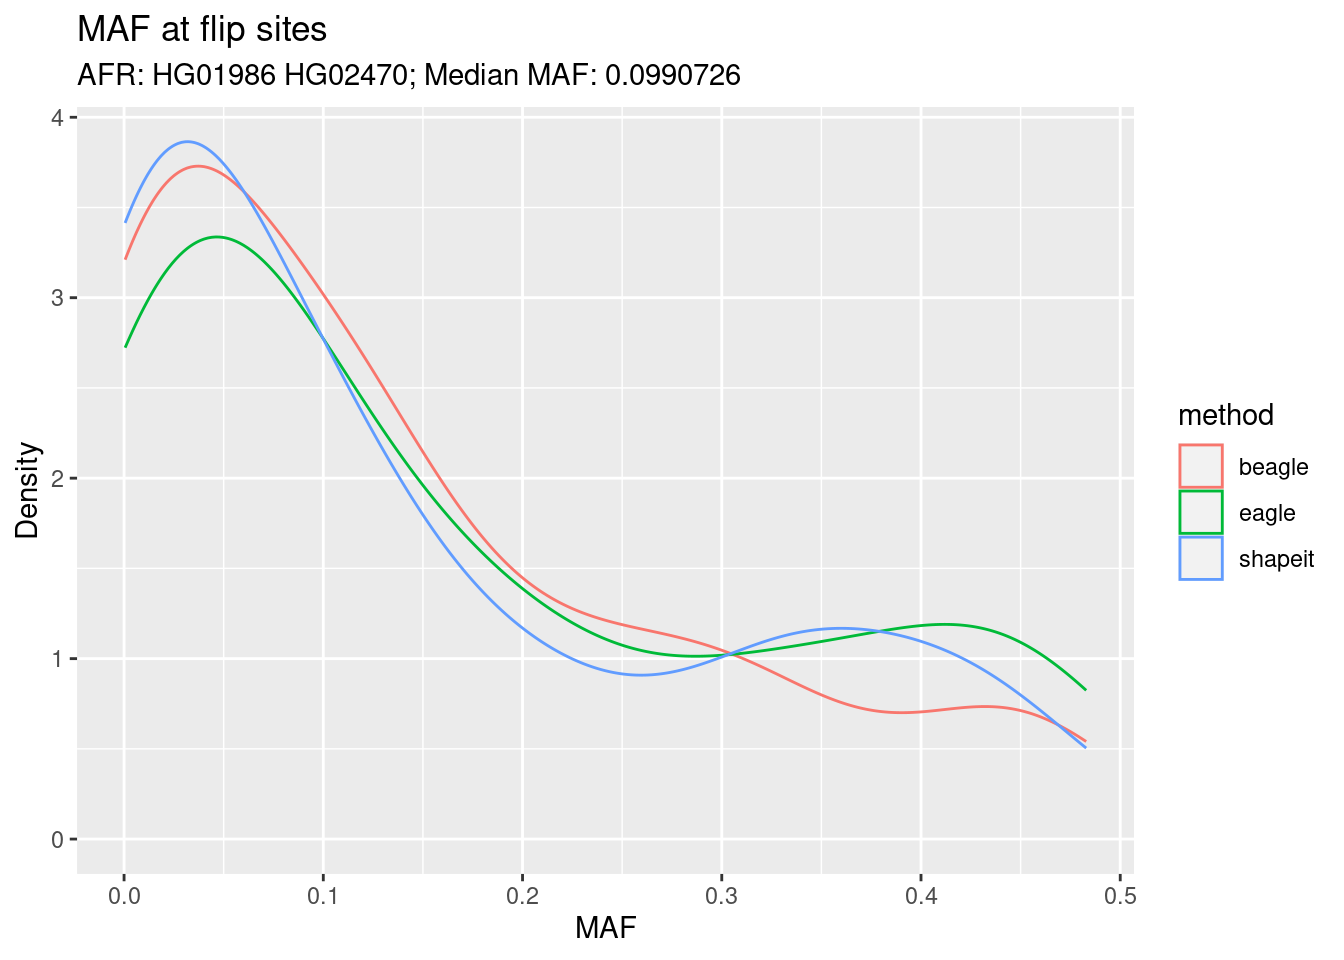 MAF at flip sites
AFR: HG01986 HG02470; Median MAF: 0.0990726
4
3
2
1
0
Density
0.0 0.1 0.2 0.3 0.4 0.5
MAF
method
beagle
eagle
shapeit